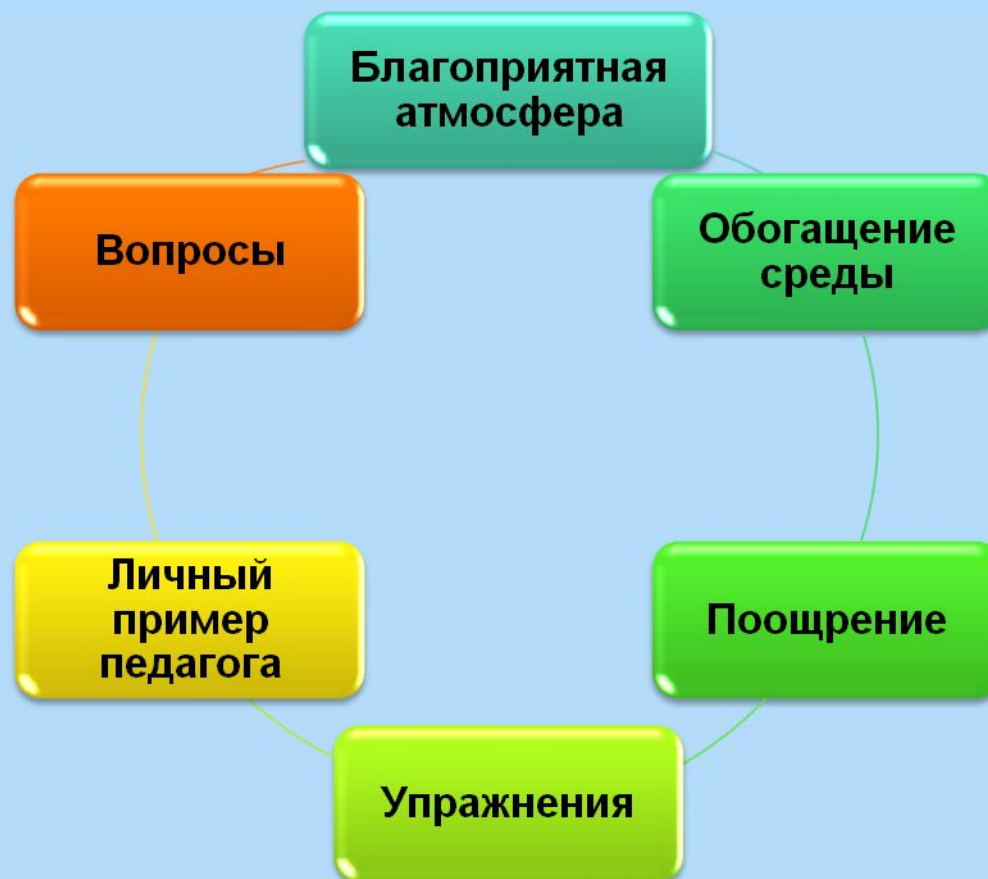 Благоприятная
атмосфера
Вопросы
Обогащение
среды
Личный
пример
педагога
Поощрение
Упражнения